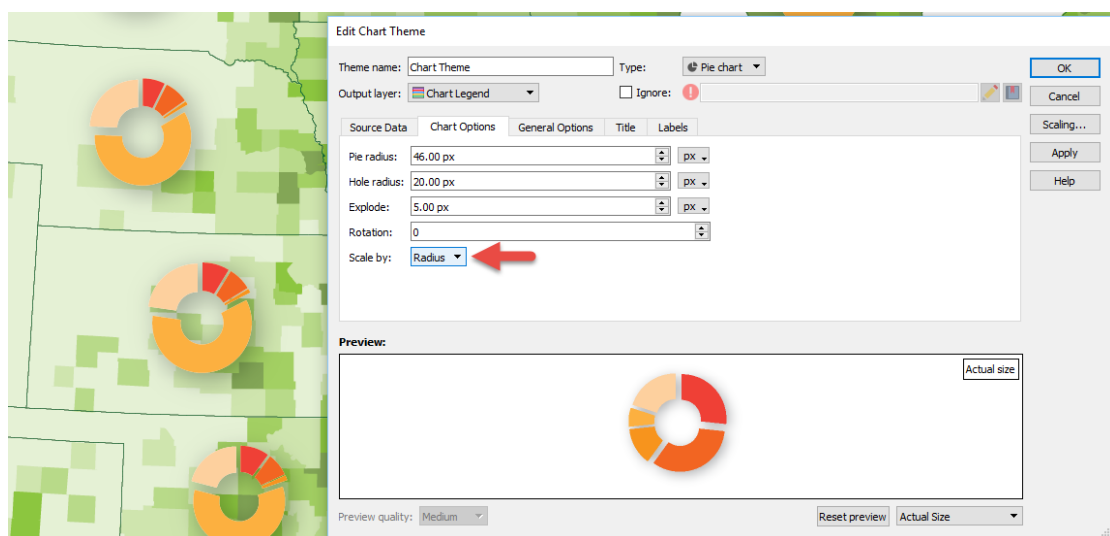 Edit Chart Theme
Theme name: Chart Theme Type: Pie chart OK
Output layer: Chart Legend Ignore: Cancel
Source Data Chart Options General Options Title Labels Scaling...
Pie radius: 46.00 px px Apply
Hole radius: 20.00 px px Help
Explode: 5.00 px px
Rotation: 0
Scale by: Radius
Preview:
Actual size
Preview quality: Medium Reset preview Actual Size